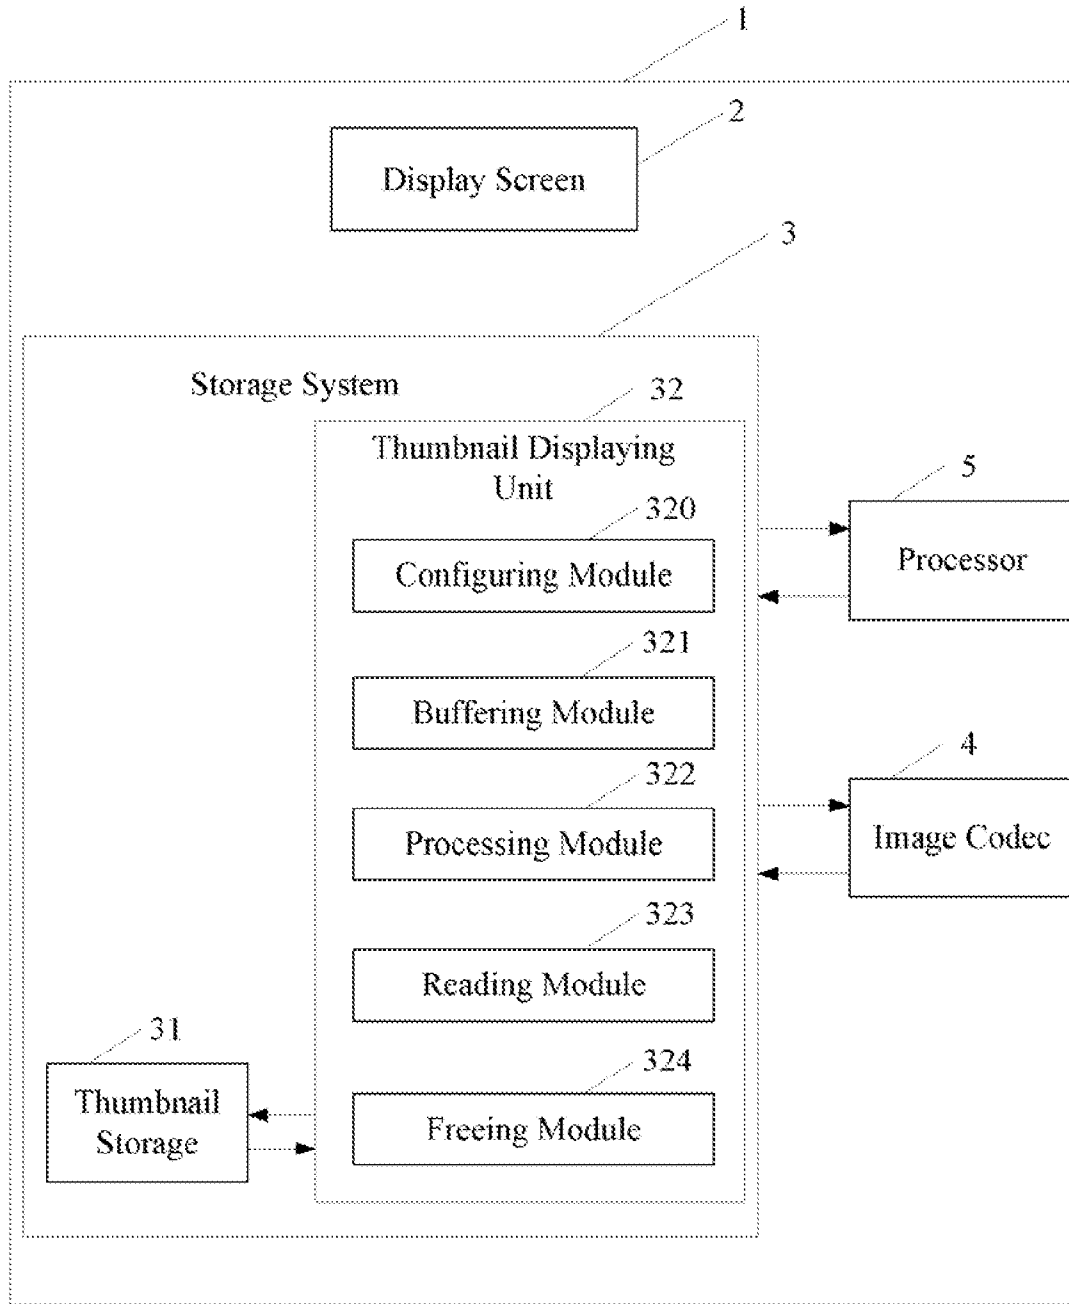 1
2
Display Screen
3
Storage System
32
Thumbnail Displaying
Unit
5
320
Processor
Configuring Module
321
Buffering Module
4
322
Image Codec
Processing Module
323
Reading Module
31
324
Thumbnail
Storage
Freeing Module